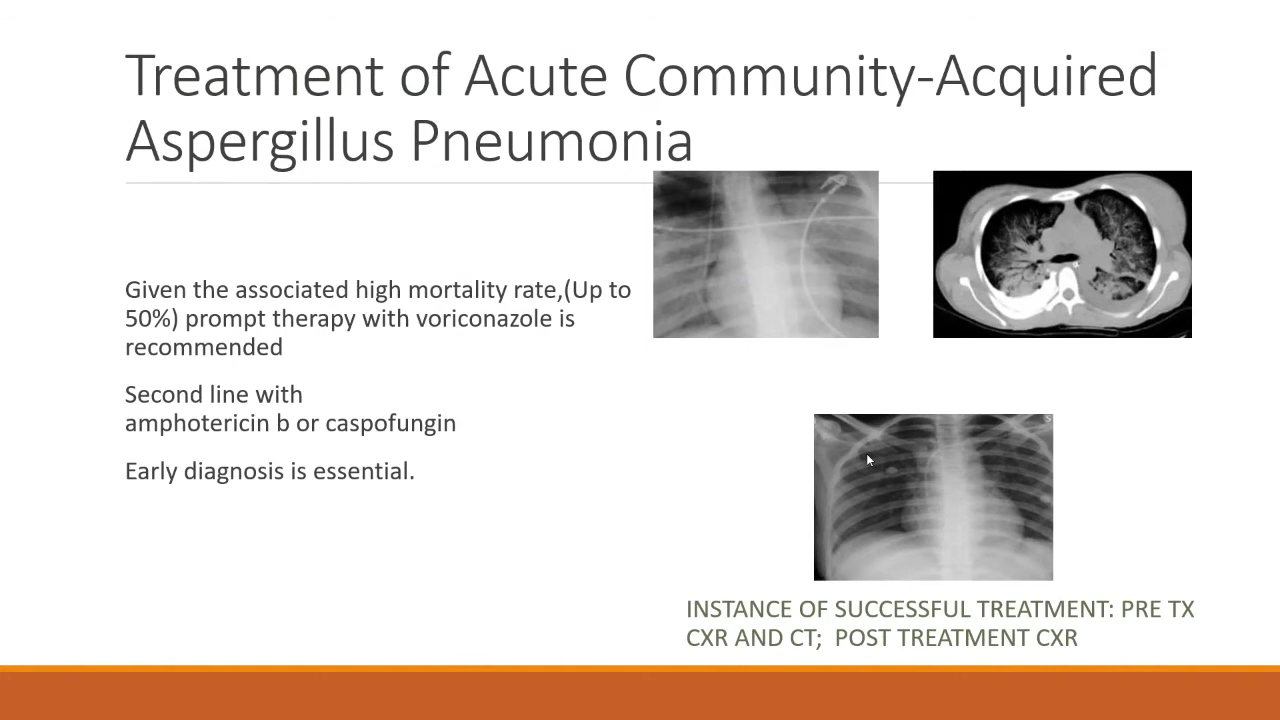 Treatment of Acute Community-Acquired
Aspergillus Pneumonia
Given the associated high mortality rate,(Up to
50%) prompt therapy with voriconazole is
recommended
Second line with
amphotericin b or caspofungin
Early diagnosis is essential.
INSTANCE OF SUCCESSFUL TREATMENT: PRE TX
CXR AND CT; POST TREATMENT CXR